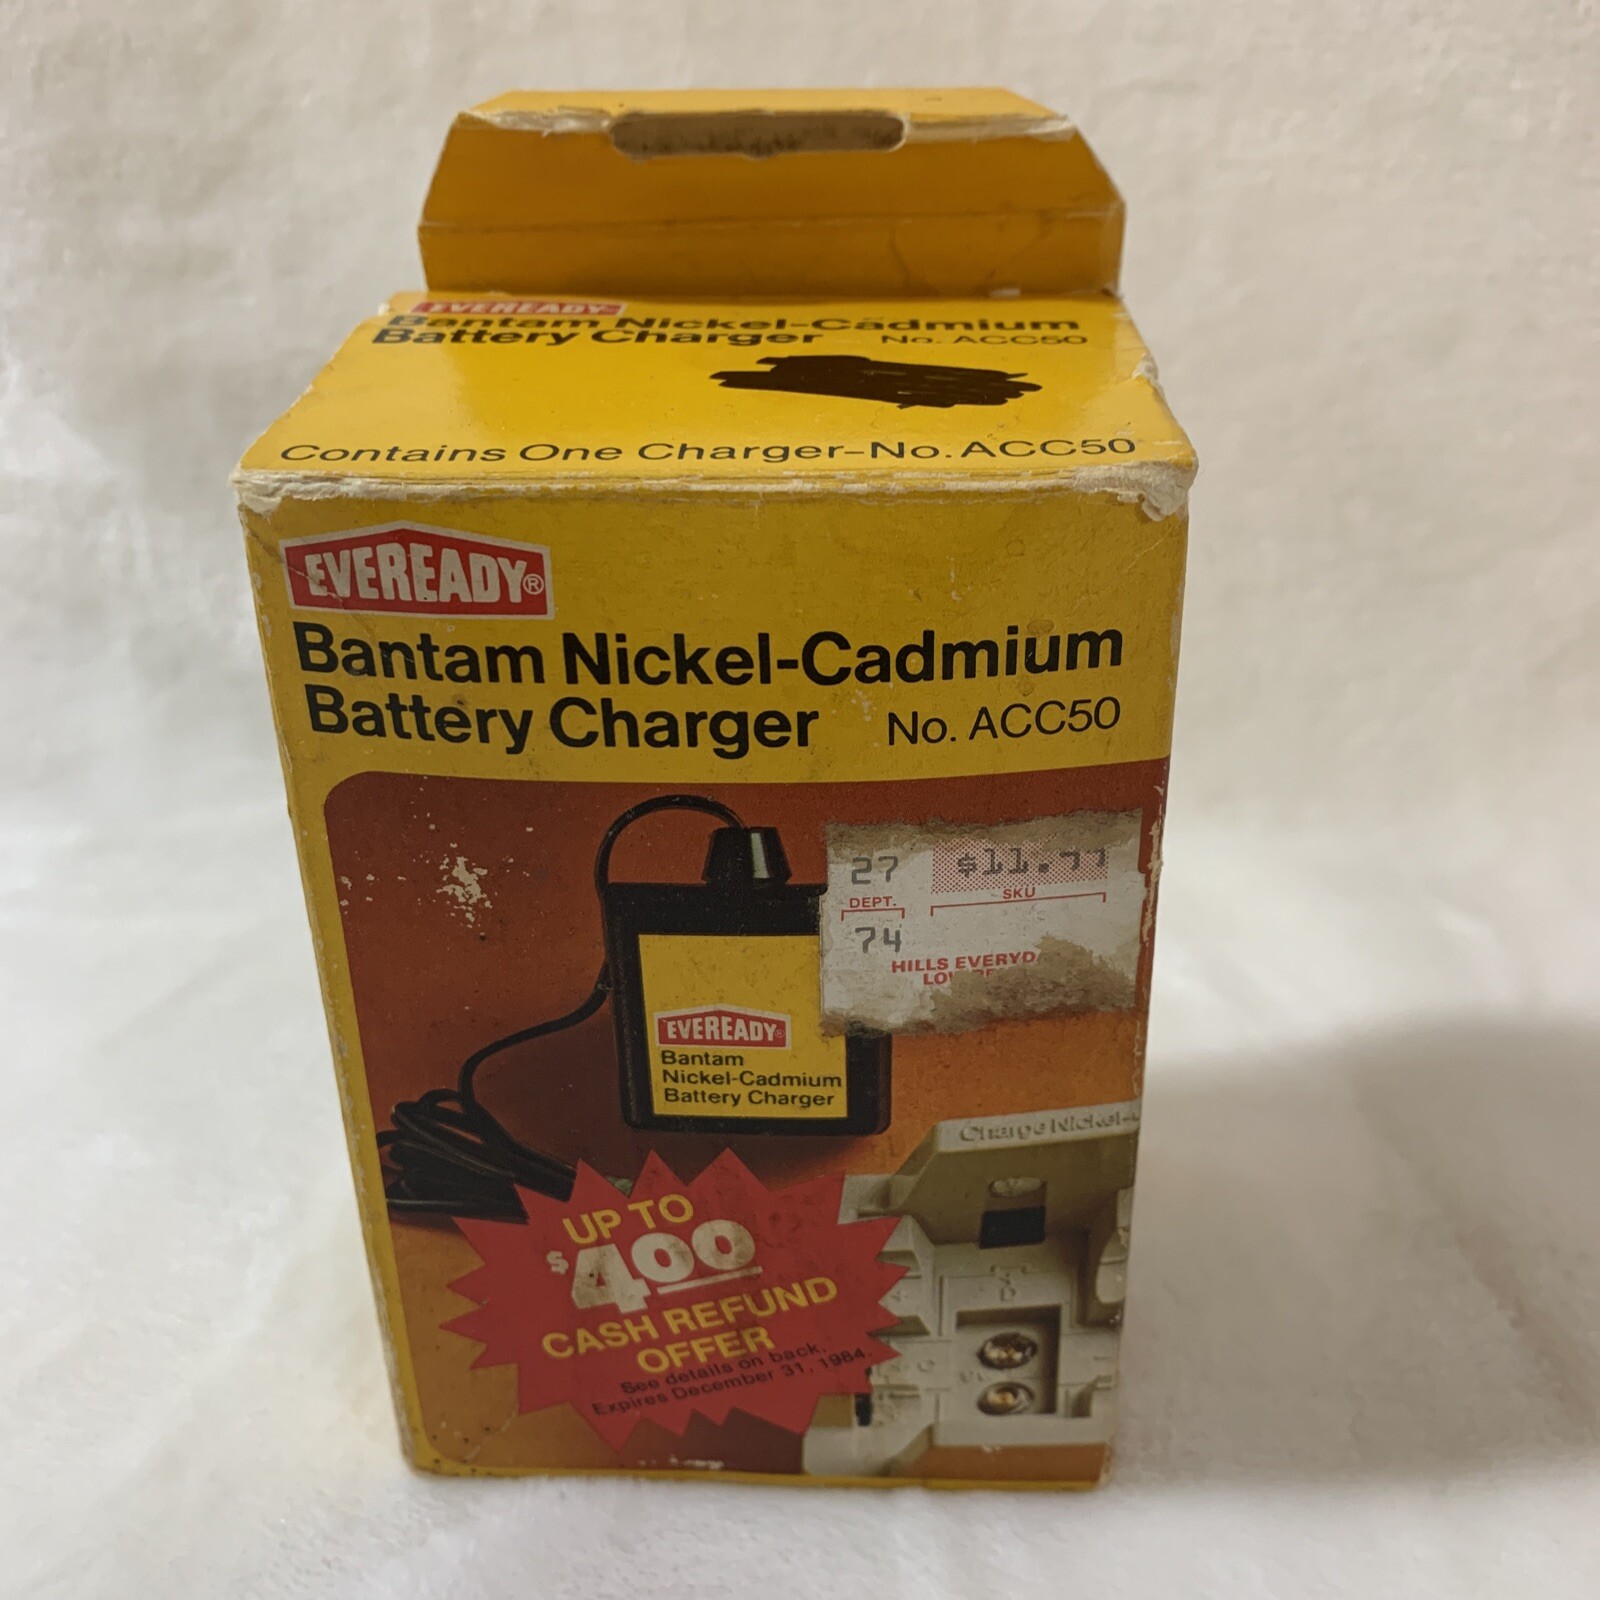 EVEREADY
Bantam Nickel-Cadmium
Battery Charger No. ACC50
Contains One Charger-No. ACC50
EVEREADY®
Bantam Nickel-Cadmium
Battery Charger No. ACC50
27
DEPT.
SKU
74
HILLS
EVEREADY®
Bantam
Nickel-Cadmium
Battery Charger
Charge Nickel-
UP TO
$4.00
CASH REFUND
OFFER
See details on back.
Expires December 31, 1984.